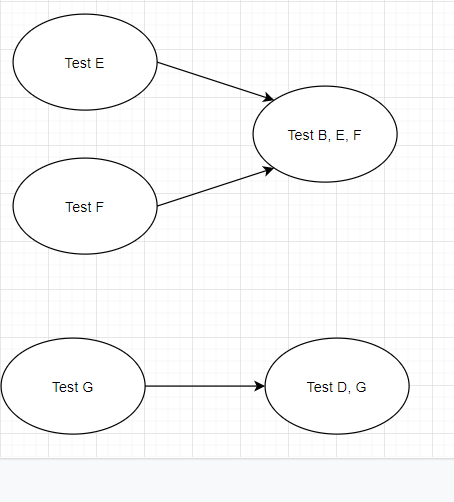 Test E
Test B, E, F
Test F
Test G
Test D, G